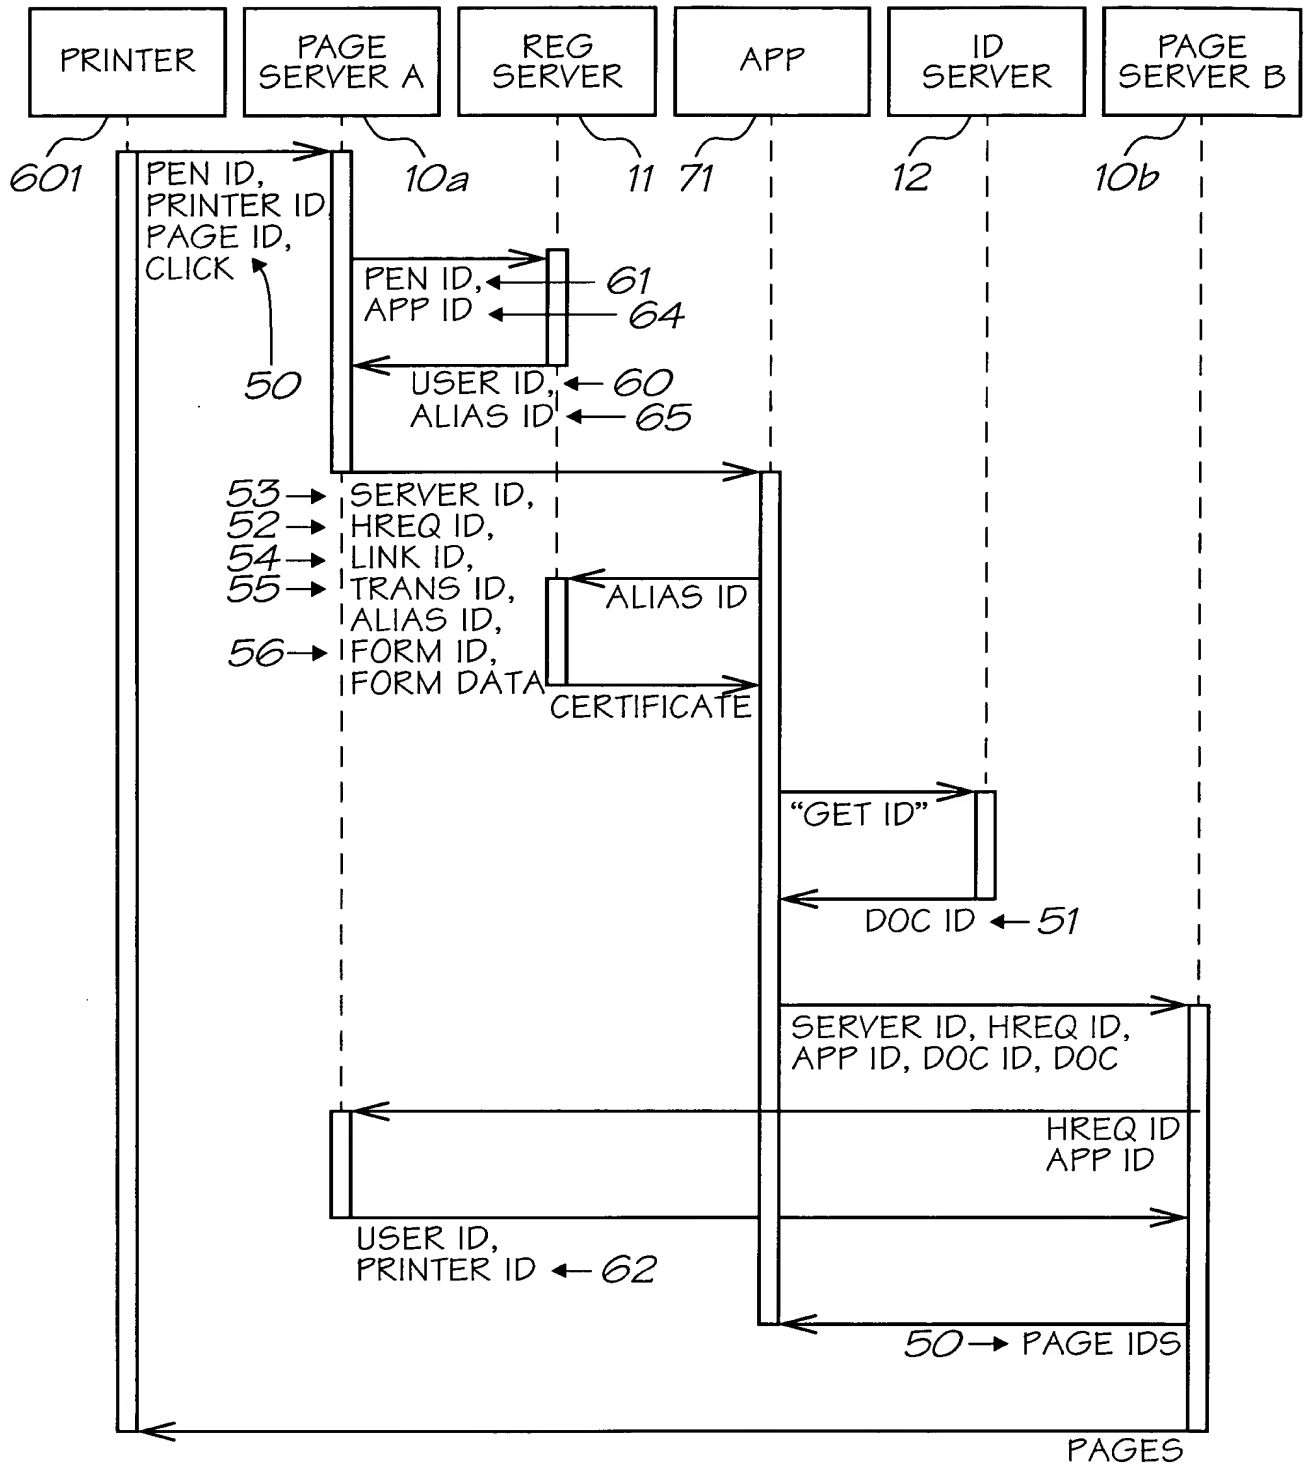 PRINTER
PAGE
SERVER A
REG
SERVER
APP
ID
SERVER
PAGE
SERVER B
601
10a
11
71
12
10b
PEN ID,
PRINTER ID
PAGE ID,
CLICK
50
PEN ID,
61
APP ID
64
USER ID,
60
ALIAS ID
65
53
SERVER ID,
52
HREQ ID,
54
LINK ID,
55
TRANS ID,
ALIAS ID,
56
FORM ID,
FORM DATA
ALIAS ID
CERTIFICATE
“GET ID”
DOC ID
51
SERVER ID, HREQ ID,
APP ID, DOC ID, DOC
HREQ ID
APP ID
USER ID,
PRINTER ID
62
50
PAGE IDS
PAGES